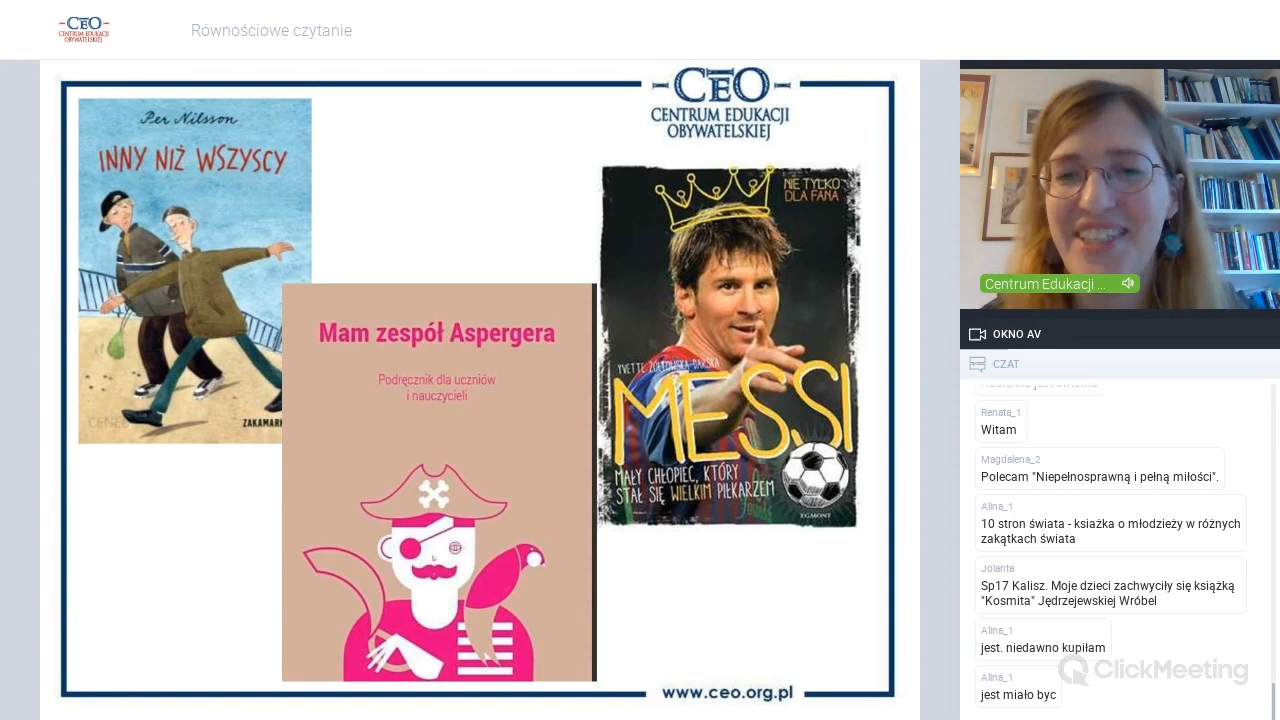 CEO
CENTRUM EDUKACJI
OBYWATELSKIEJ
Równościowe czytanie
CEO
CENTRUM EDUKACJI
OBYWATELSKIEJ
Per Nilsson
INNY NIŻ WSZYSCY
ZAKAMARK
Mam zespół Aspergera
Podręcznik dla uczniów
i nauczycieli
NIE TYLKO
DLA FANA
YVETTE ŻÓŁTOWSKA-DARSKA
MESSI
MAŁY CHŁOPIEC, KTÓRY
STAŁ SIĘ WIELKIM PIŁKARZEM
EGMONT
www.ceo.org.pl
Centrum Edukacji ...
OKNO AV
CZAT
Renata_1
Witam
Magdalena_2
Polecam "Niepełnosprawną i pełną miłości".
Alina_1
10 stron świata - ksiażka o młodzieży w różnych
zakątkach świata
Jolanta
Sp17 Kalisz. Moje dzieci zachwyciły się książką
"Kosmita" Jędrzejewskiej Wróbel
Alina_1
jest. niedawno kupiłam
Alina_1
jest miało byc
ClickMeeting